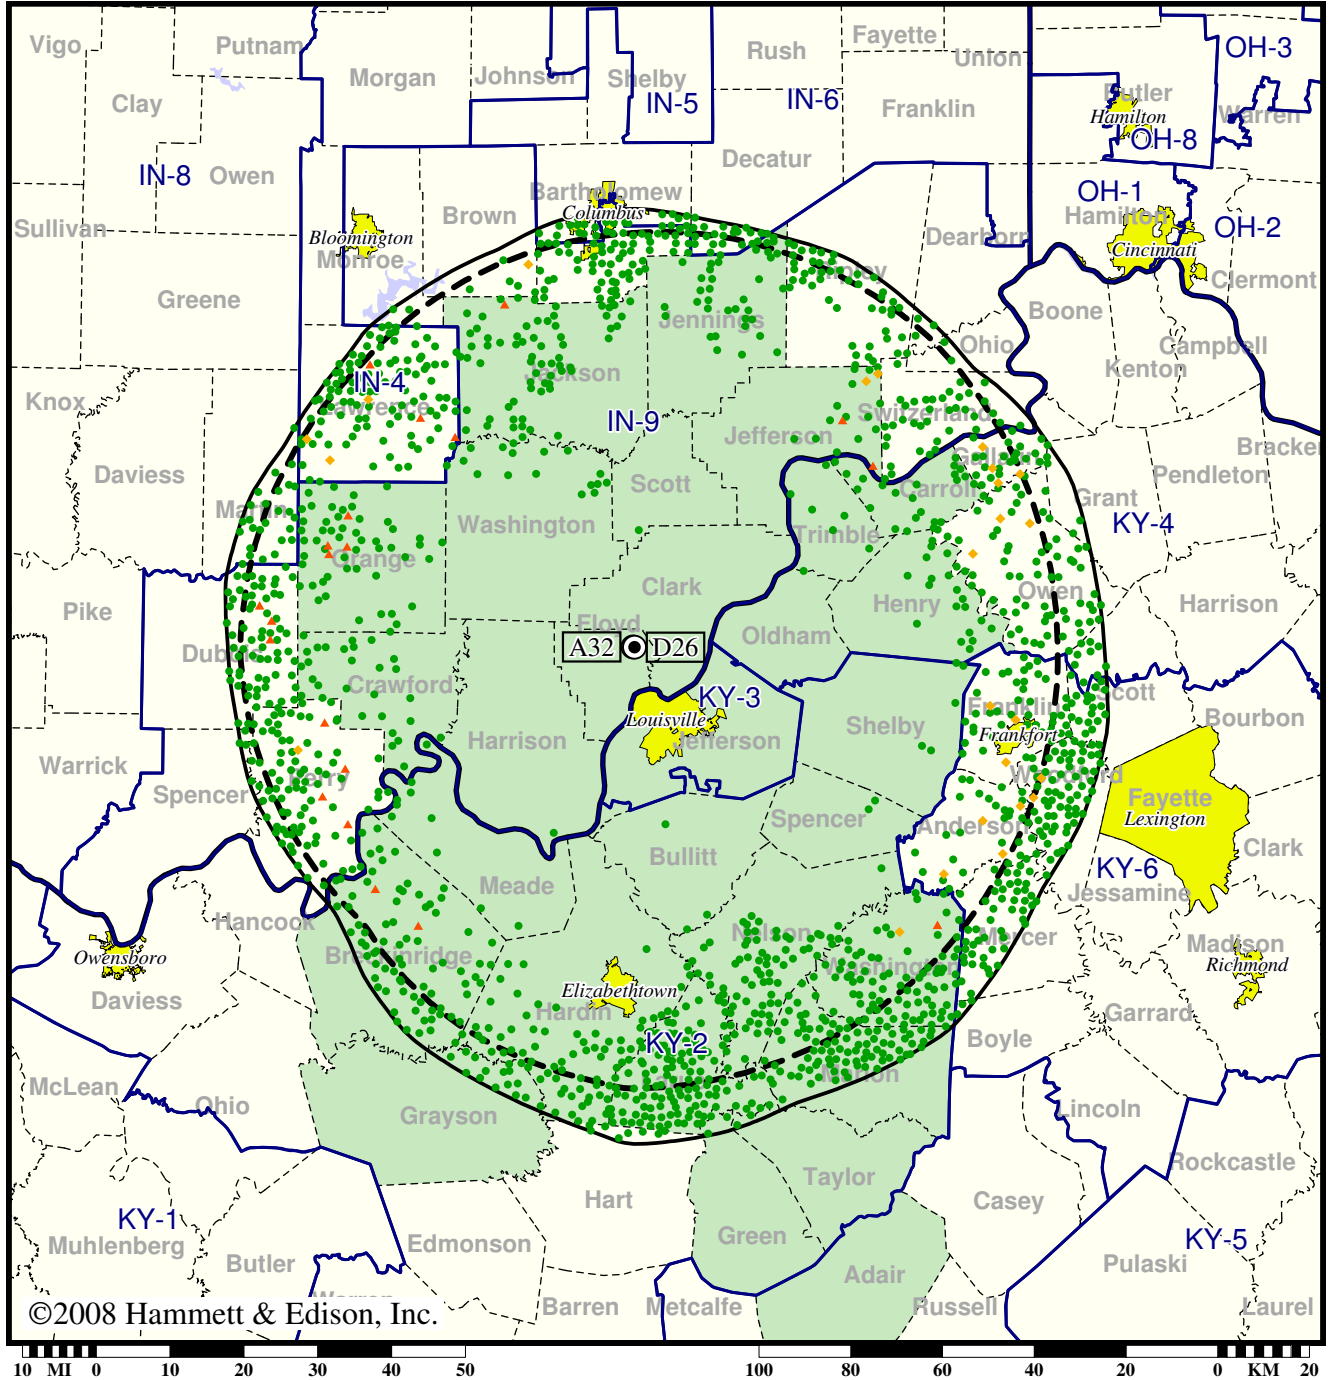 Vigo
Putnam
Morgan
Johnson
Shelby
Rush
Fayette
Union
OH-3
Clay
IN-5
IN-6
Franklin
Butler
Hamilton
Warren
OH-8
IN-8
Owen
Decatur
OH-1
Brown
Bartholomew
Columbus
Hamilton
OH-2
Sullivan
Bloomington
Monroe
Dearborn
Cincinnati
Greene
Ripley
Clermont
Jennings
Boone
Ohio
Campbell
Kenton
IN-4
Jackson
Knox
Lawrence
IN-9
Switzerland
Jefferson
Bracken
Gallatin
Daviess
Scott
Carroll
Pendleton
Grant
Martin
Washington
Trimble
KY-4
Orange
Clark
Owen
Pike
Floyd
Henry
Harrison
A32
D26
Oldham
Dubois
Crawford
KY-3
Scott
Louisville
Franklin
Frankfort
Bourbon
Harrison
Jefferson
Shelby
Warrick
Perry
Woodford
Spencer
Fayette
Lexington
Spencer
Anderson
Bullitt
Clark
KY-6
Meade
Jessamine
Hancock
Nelson
Mercer
Madison
Owensboro
Breckinridge
Washington
Richmond
Elizabethtown
Daviess
Hardin
Garrard
KY-2
Boyle
McLean
Larue
Marion
Ohio
Grayson
Lincoln
Taylor
Rockcastle
Hart
Casey
KY-1
Green
KY-5
Muhlenberg
Edmonson
Butler
Adair
Pulaski
Warren
Barren
Metcalfe
Russell
Laurel
©2008 Hammett & Edison, Inc.
10 MI 0 10 20 30 40 50 100 80 60 40 20 0 KM 20